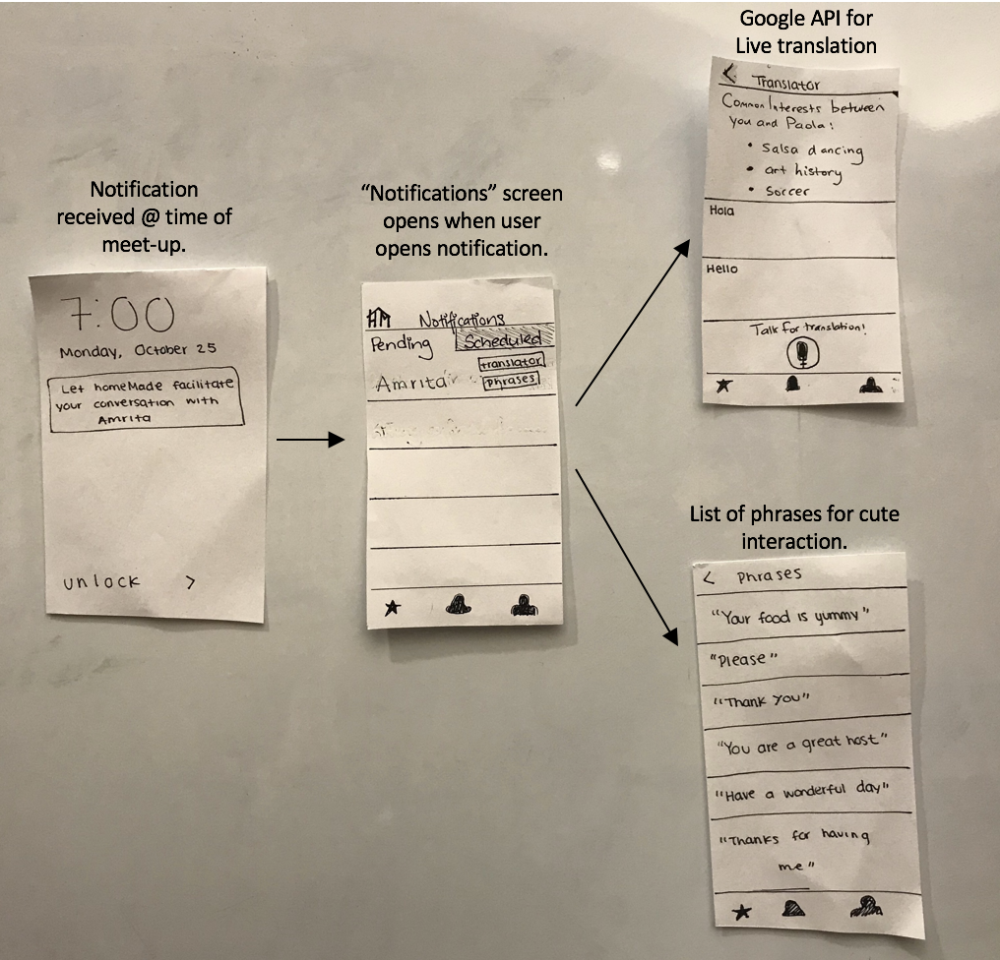 Notification
received @ time of
meet-up.
7:00
Monday, October 25
Let homeMade facilitate
your conversation with
Amrita
unlock >
“Notifications” screen
opens when user
opens notification.
HM Notifications
Pending Scheduled
Amrita translator
phrases
Google API for
Live translation
< Translator
Common Interests between
you and Paola:
• Salsa dancing
• art history
• Soccer
Hola
Hello
Talk for translation!
List of phrases for cute
interaction.
< Phrases
"Your food is yummy"
"Please"
"Thank you"
"You are a great host"
"Have a wonderful day"
"Thanks for having
me"